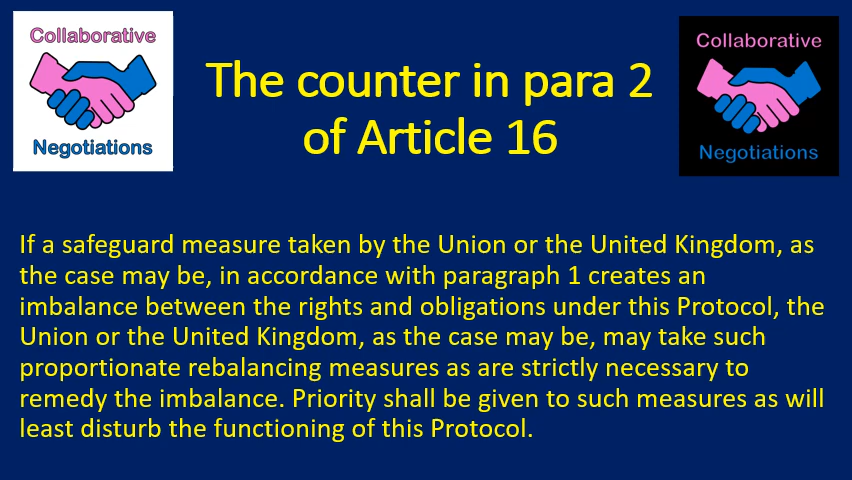 Collaborative
Negotiations
The counter in para 2
of Article 16
Collaborative
Negotiations
If a safeguard measure taken by the Union or the United Kingdom, as
the case may be, in accordance with paragraph 1 creates an
imbalance between the rights and obligations under this Protocol, the
Union or the United Kingdom, as the case may be, may take such
proportionate rebalancing measures as are strictly necessary to
remedy the imbalance. Priority shall be given to such measures as will
least disturb the functioning of this Protocol.